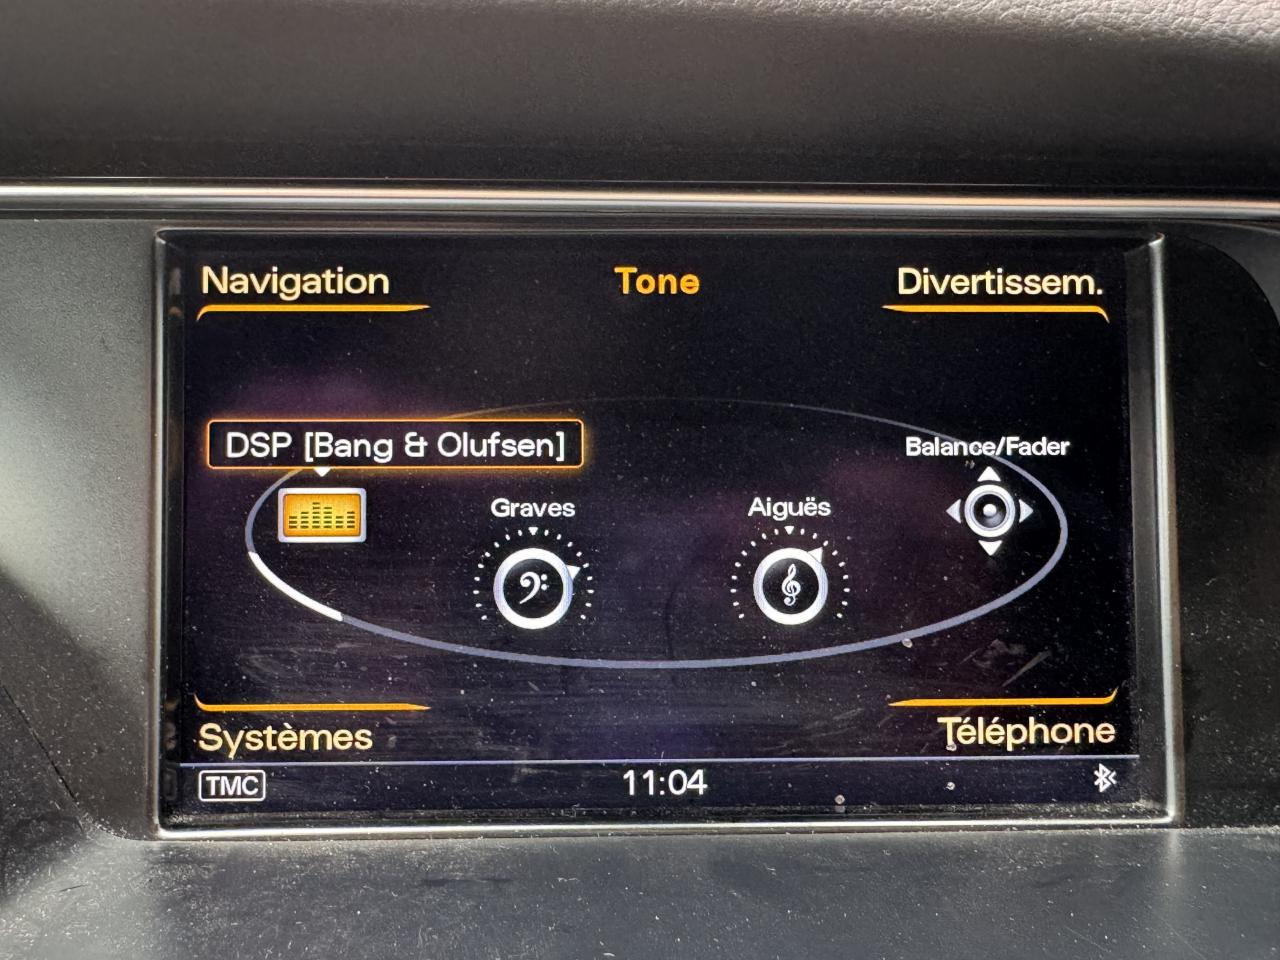 Navigation
Tone
Divertissem.
DSP [Bang & Olufsen]
Balance/Fader
Graves
Aiguës
Systèmes
Téléphone
TMC
11:04